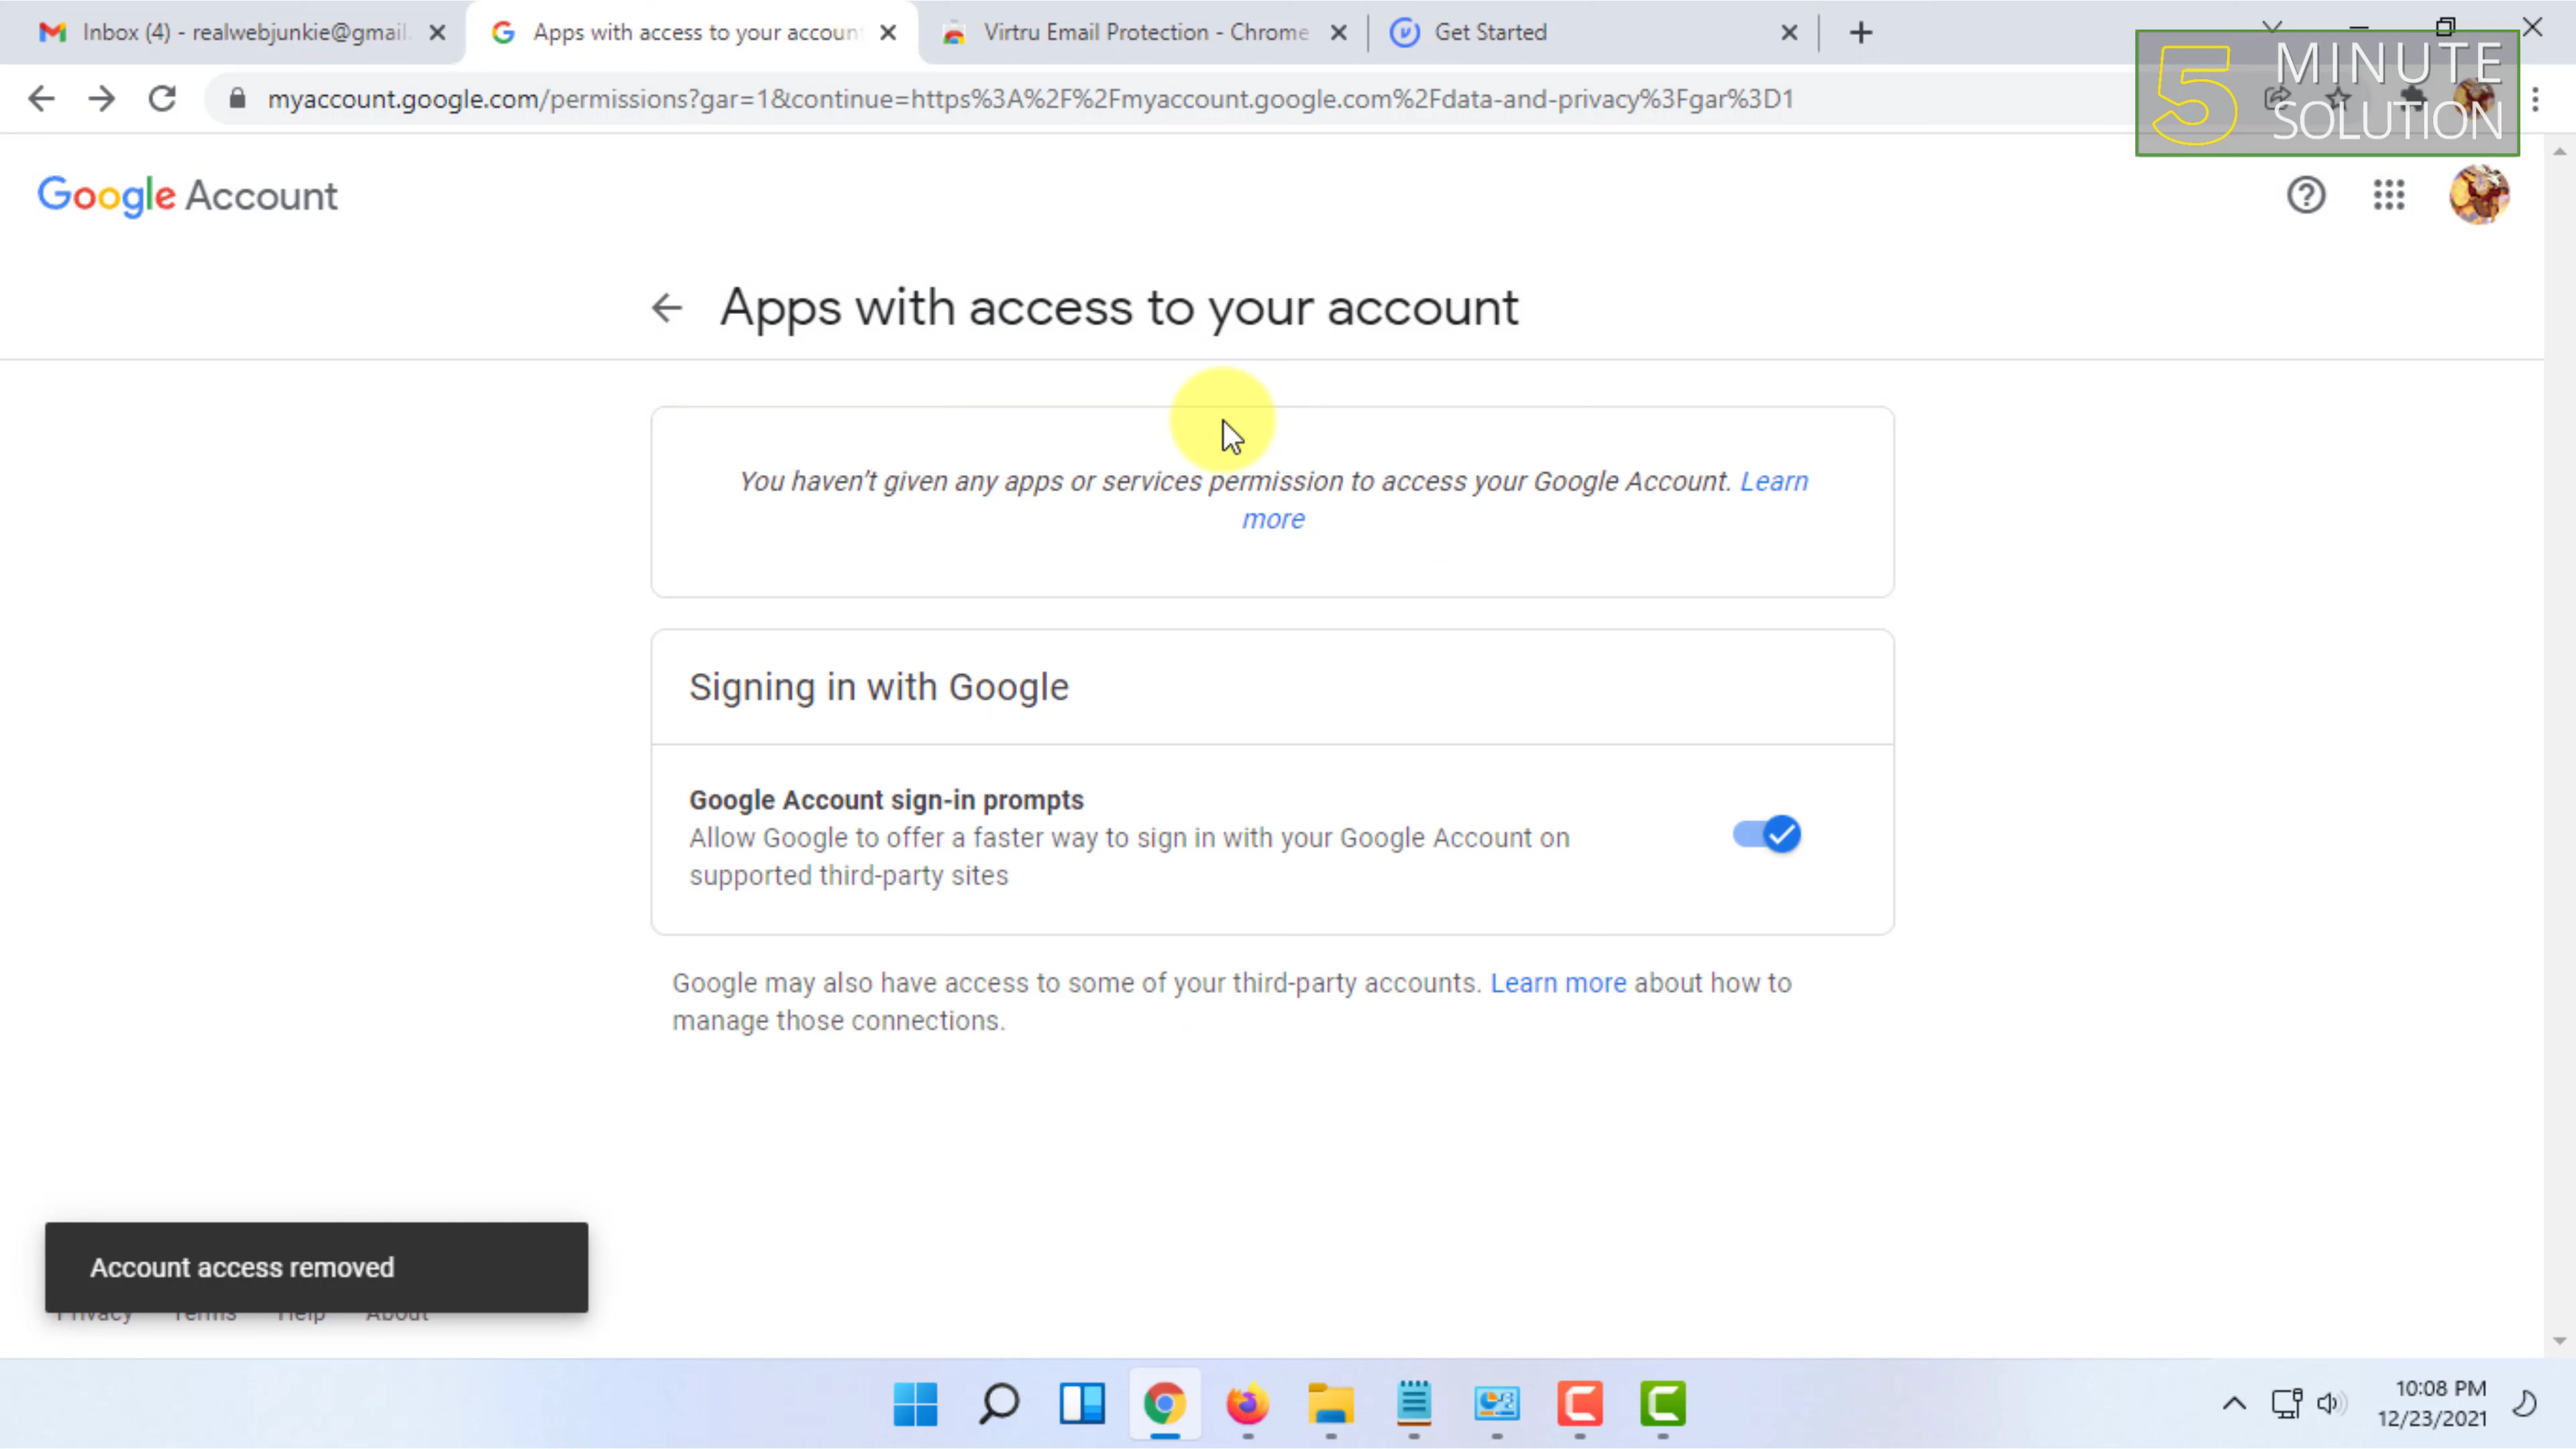 Inbox (4) - realwebjunkie@gmail.
Apps with access to your accoun
Virtru Email Protection - Chrome
Get Started
myaccount.google.com/permissions?gar=1&continue=https%3A%2F%2Fmyaccount.google.com%2Fdata-and-privacy%3Fgar%3D1
5 MINUTE
SOLUTION
Google Account
Apps with access to your account
You haven't given any apps or services permission to access your Google Account. Learn
more
Signing in with Google
Google Account sign-in prompts
Allow Google to offer a faster way to sign in with your Google Account on
supported third-party sites
Google may also have access to some of your third-party accounts. Learn more about how to
manage those connections.
Account access removed
Privacy Terms Help About
10:08 PM
12/23/2021